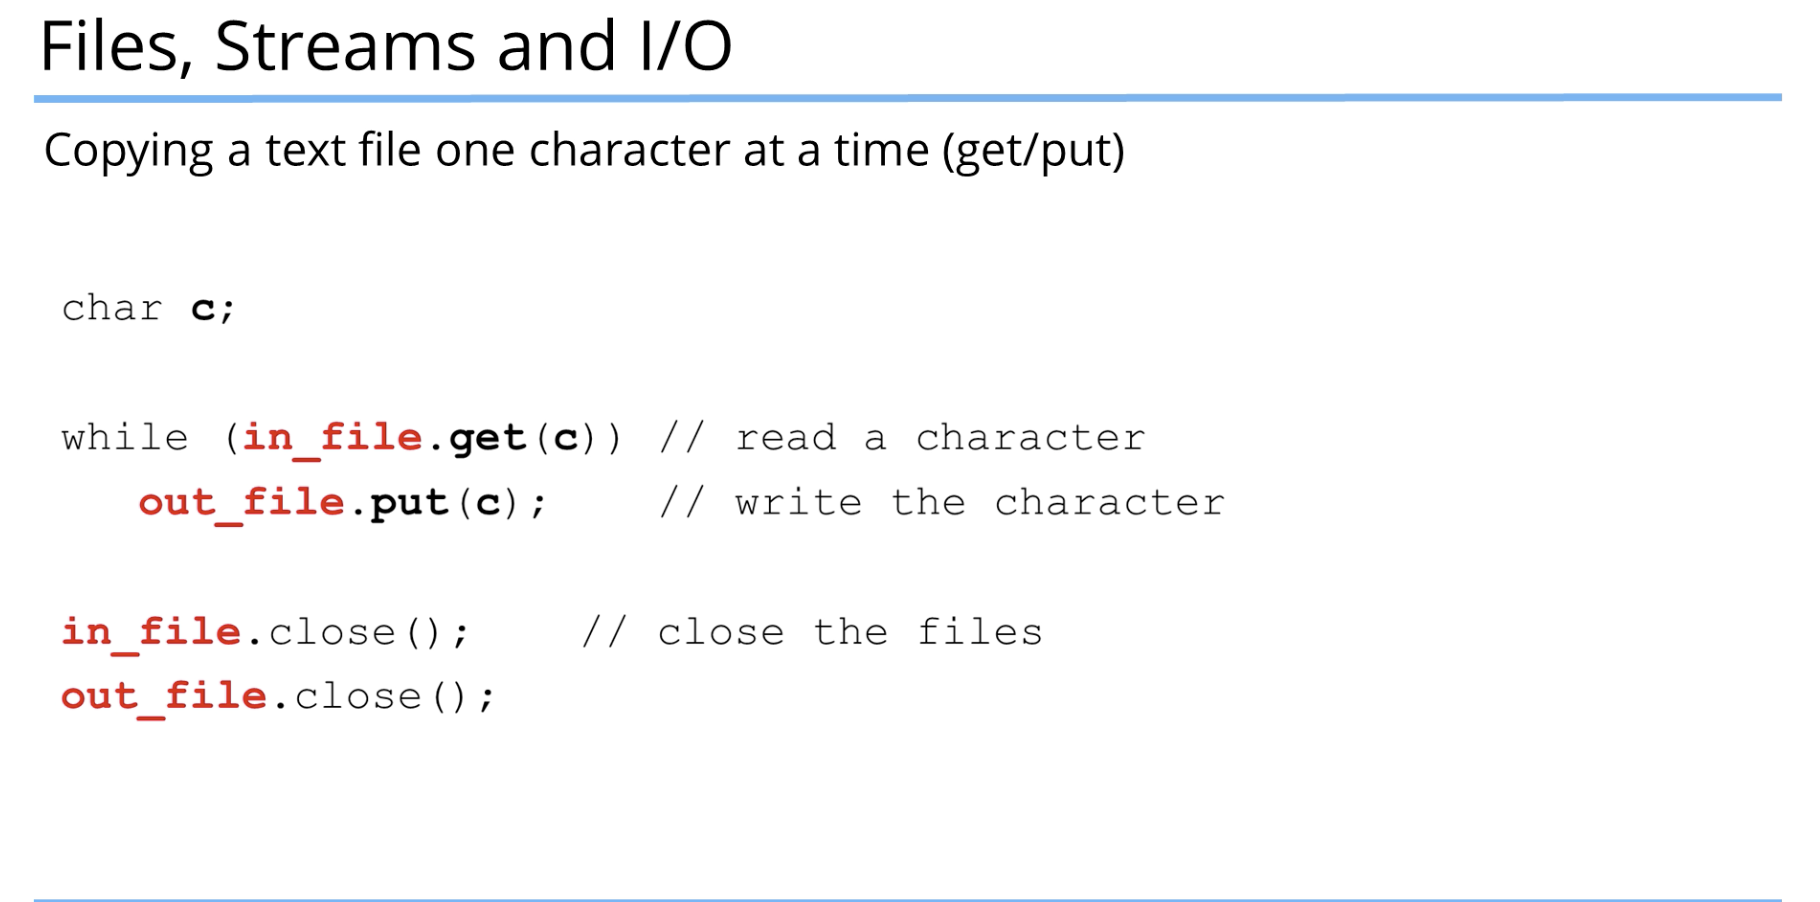 Files, Streams and I/O
Copying a text file one character at a time (get/put)
char c;
while (in_file.get(c)) // read a character
out_file.put(c); // write the character
in_file.close(); // close the files
out_file.close();